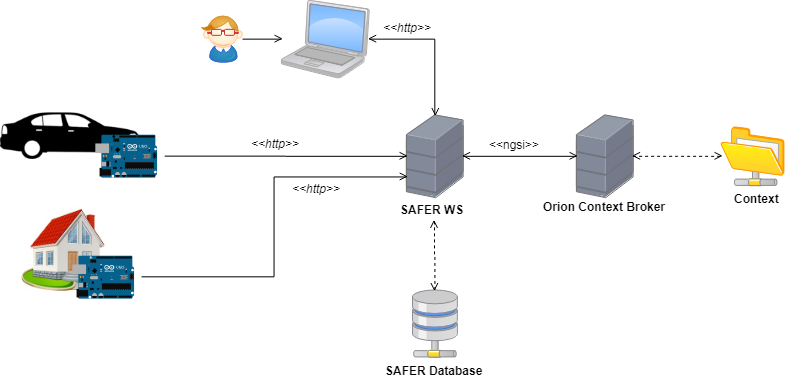 <<http>>
<<http>>
<<ngsi>>
<<http>>
SAFER WS
Orion Context Broker
Context
SAFER Database